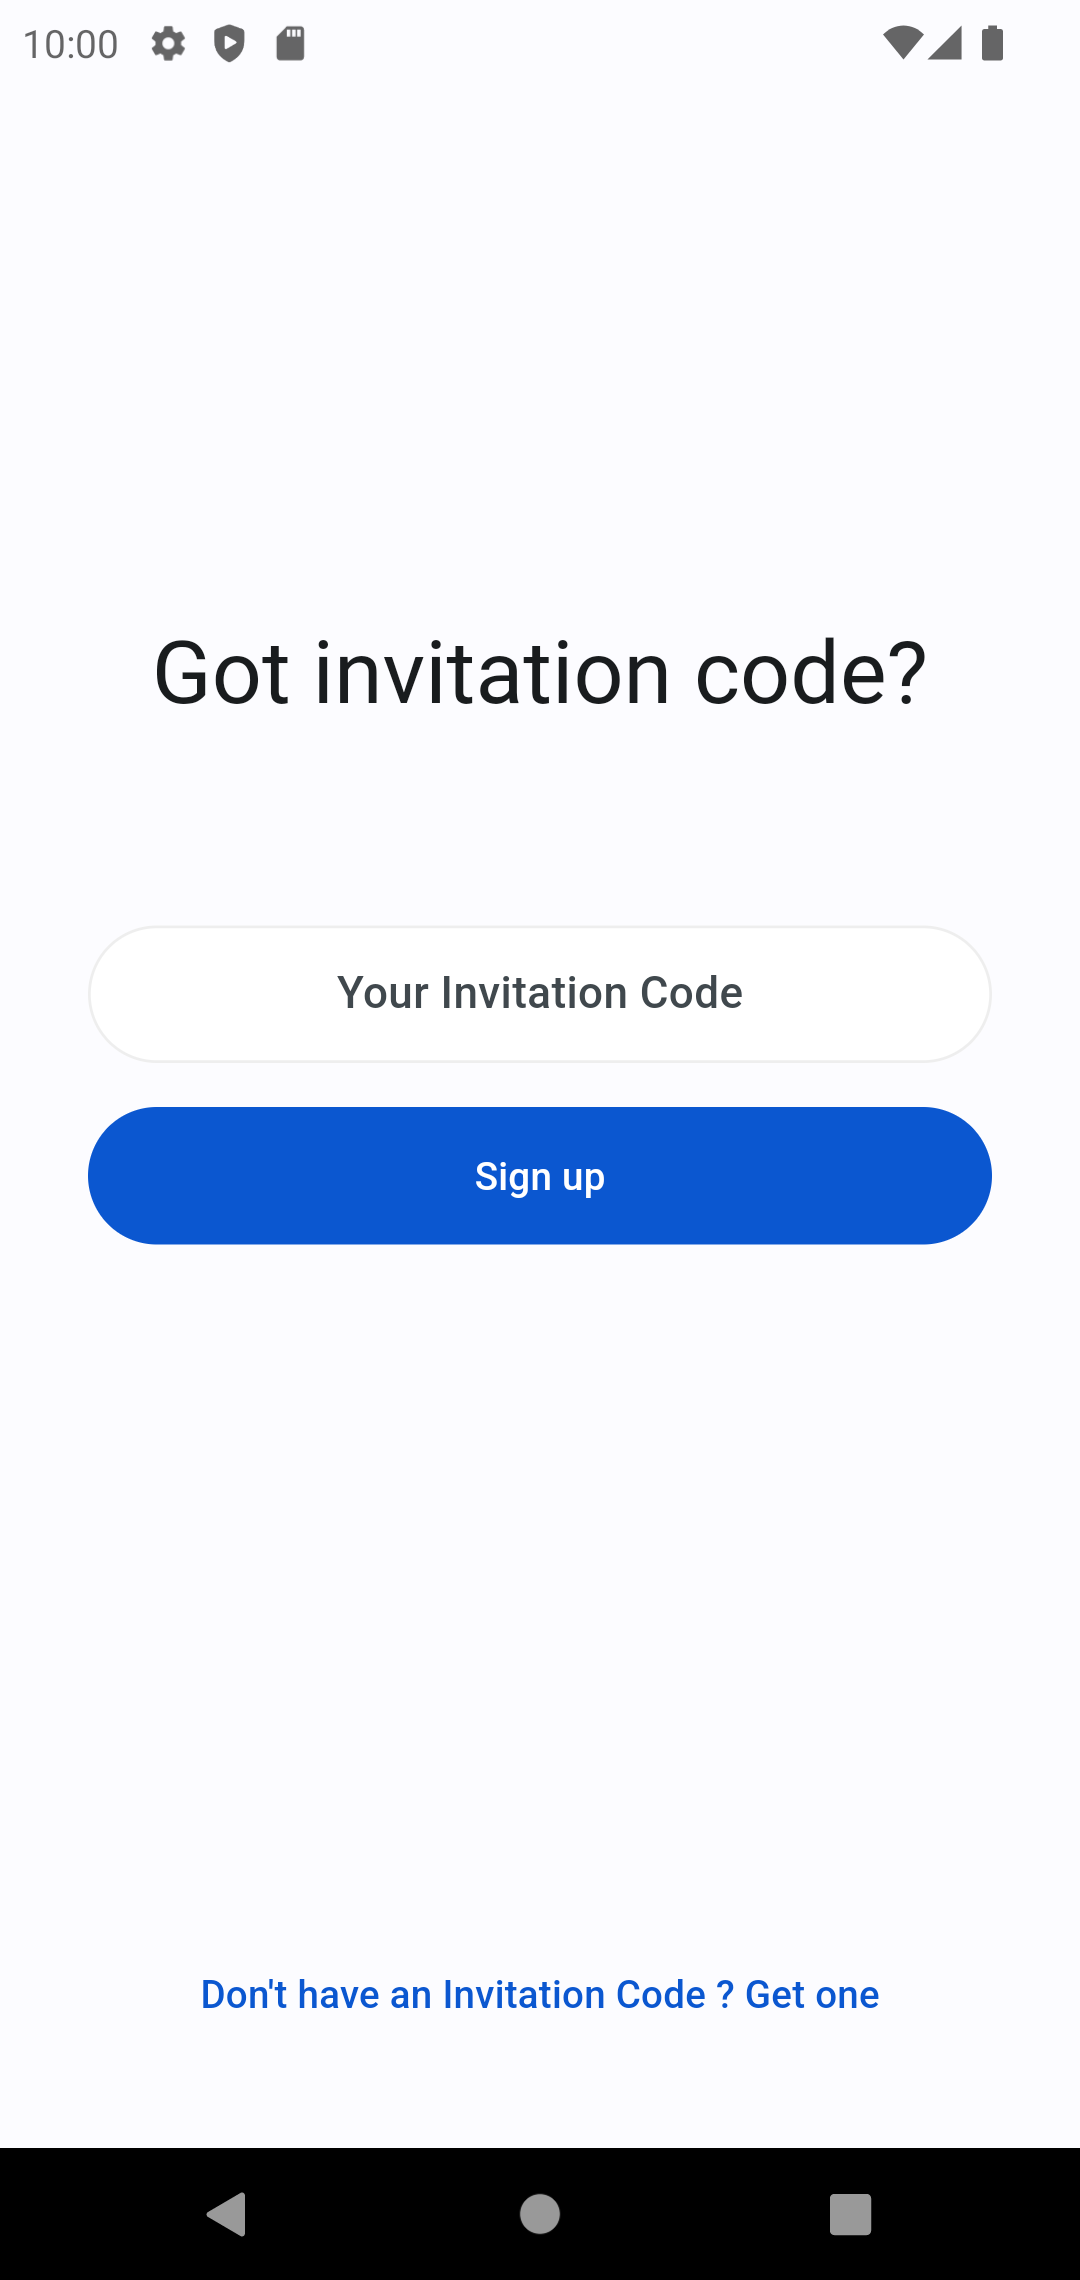 10:00
Got invitation code?
Your Invitation Code
Sign up
Don't have an Invitation Code ? Get one